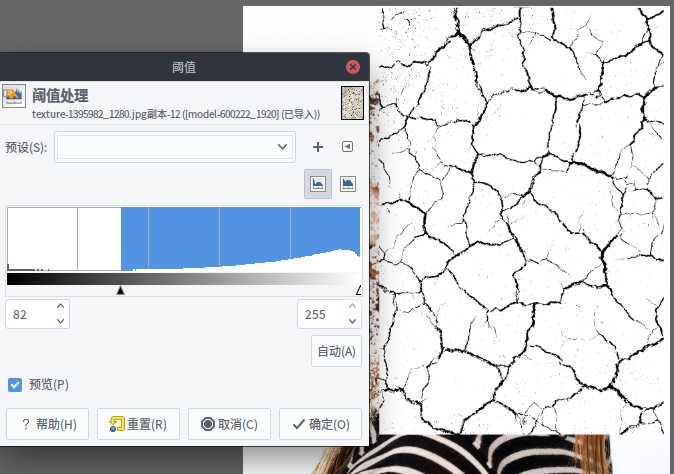 阈值
阈值处理
texture-1395982_1280.jpg副本-12 ([model-600222_1920] (已导入))
预设(S):
82
255
自动(A)
预览(P)
? 帮助(H) 重置(R) 取消(C) 确定(O)